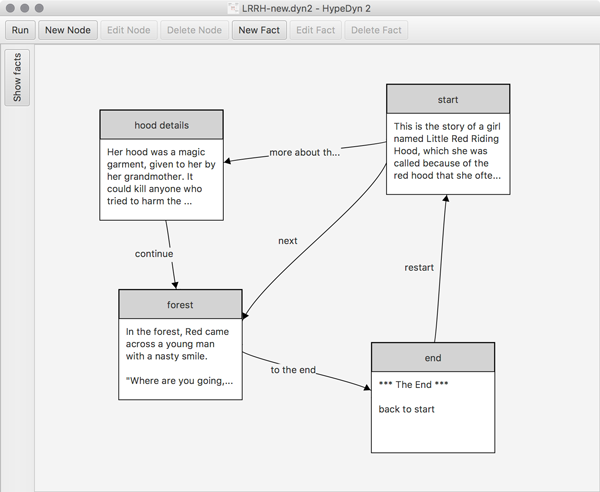 LRRH-new.dyn2 - HypeDyn 2
Run New Node Edit Node Delete Node New Fact Edit Fact Delete Fact
Show facts
hood details
Her hood was a magic
garment, given to her by
her grandmother. It
could kill anyone who
tried to harm the ...
more about th...
start
This is the story of a girl
named Little Red Riding
Hood, which she was
called because of the
red hood that she ofte...
continue
next
restart
forest
In the forest, Red came
across a young man
with a nasty smile.
"Where are you going,...
to the end
end
*** The End ***
back to start